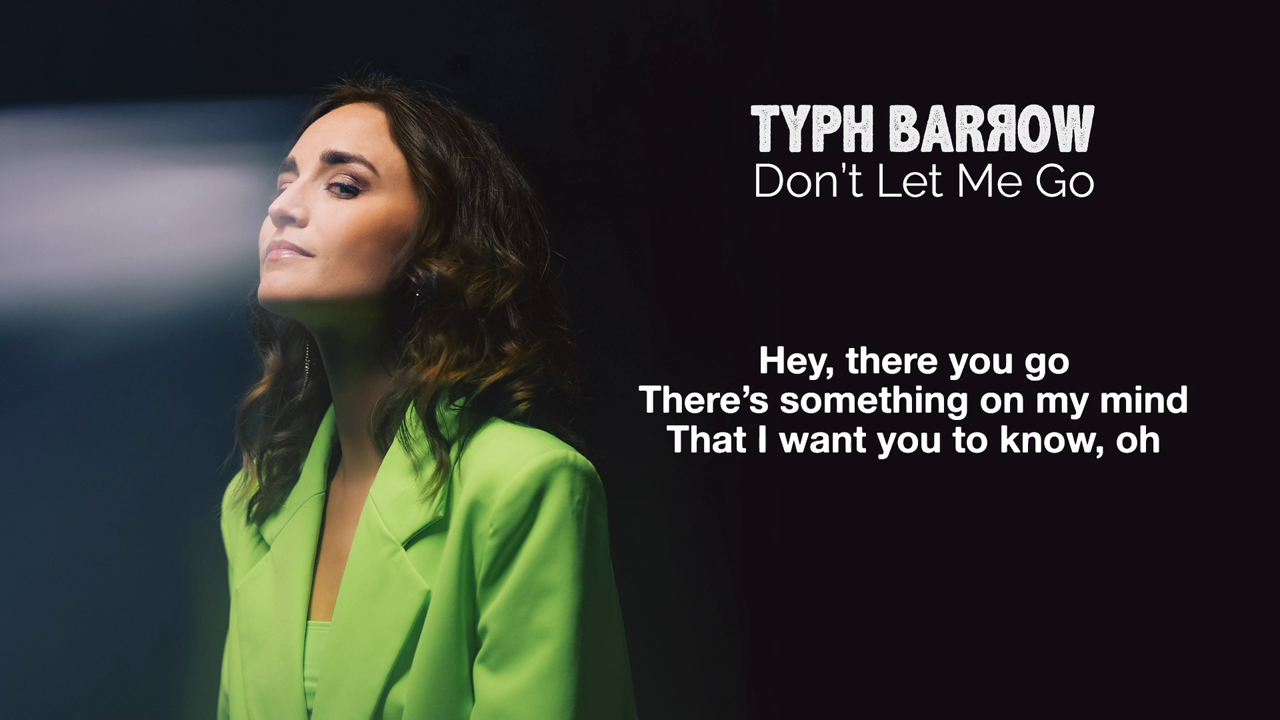 TYPH BARROW
Don't Let Me Go
Hey, there you go
There's something on my mind
That I want you to know, oh